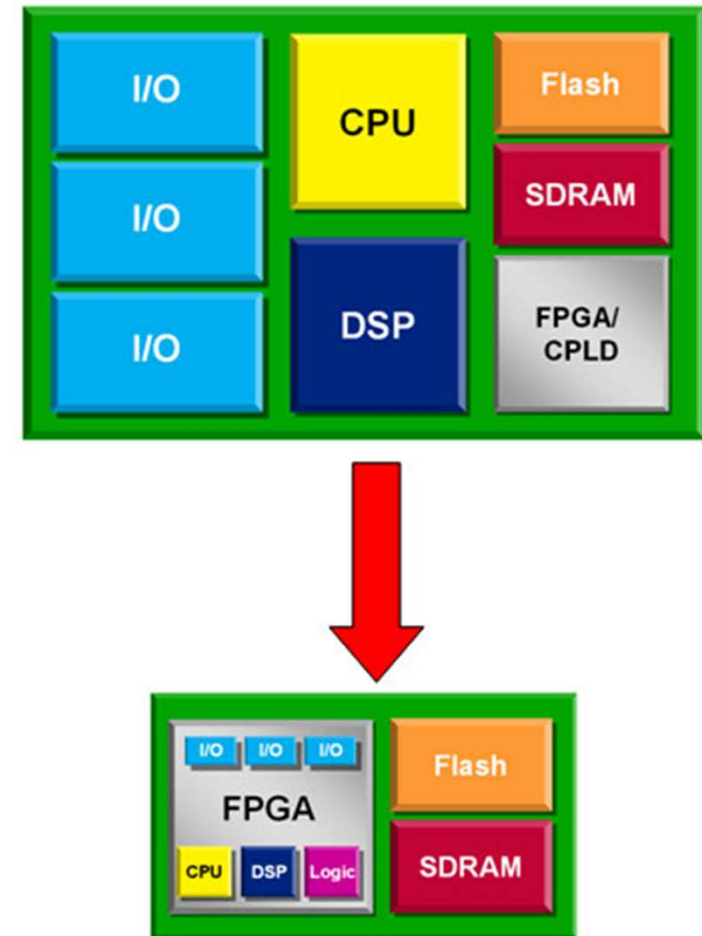 I/O
I/O
I/O
CPU
DSP
Flash
SDRAM
FPGA/
CPLD
I/O I/O I/O
FPGA
CPU DSP Logic
Flash
SDRAM